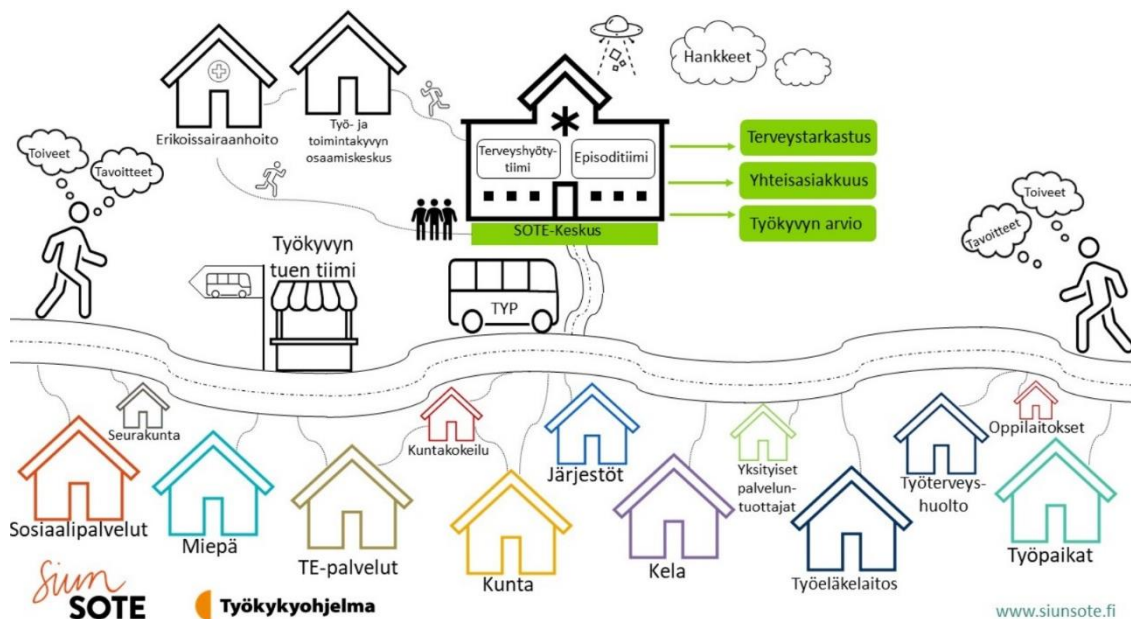 Hankkeet
Erikoissairaanhoito
Työ- ja
toimintakyvyn
osaamiskeskus
Terveyshyöty-
tiimi
Episoditiimi
SOTE-Keskus
Terveystarkastus
Yhteisasiakkuus
Työkyvyn arvio
Toiveet
Tavoitteet
Toiveet
Tavoitteet
Työkyvyn
tuen tiimi
TYP
Seurakunta
Kuntakokeilu
Oppilaitokset
Sosiaalipalvelut
Miepä
TE-palvelut
Kunta
Järjestöt
Kela
Yksityiset
palvelun-
tuottajat
Työeläkelaitos
Työterveys-
huolto
Työpaikat
Siun
SOTE
Työkykyohjelma
www.siunsote.fi